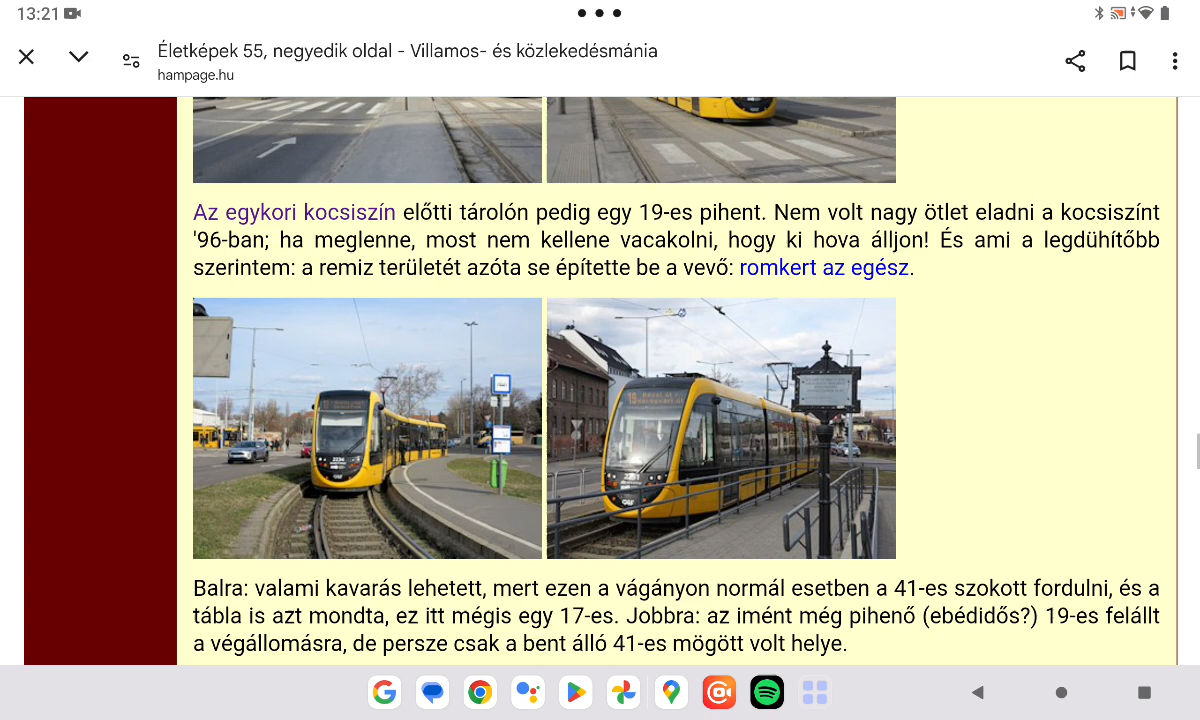 13:21
Életképek 55, negyedik oldal - Villamos- és közlekedésmánia
hampage.hu
Az egykori kocsiszín előtti tárolón pedig egy 19-es pihent. Nem volt nagy ötlet eladni a kocsiszínt
'96-ban; ha meglenne, most nem kellene vacakolni, hogy ki hova álljon! És ami a legdühítőbb
szerintem: a remiz területét azóta se építette be a vevő: romkert az egész.
Balra: valami kavarás lehetett, mert ezen a vágányon normál esetben a 41-es szokott fordulni, és a
tábla is azt mondta, ez itt mégis egy 17-es. Jobbra: az imént még pihenő (ebédidős?) 19-es felállt
a végállomásra, de persze csak a bent álló 41-es mögött volt helye.